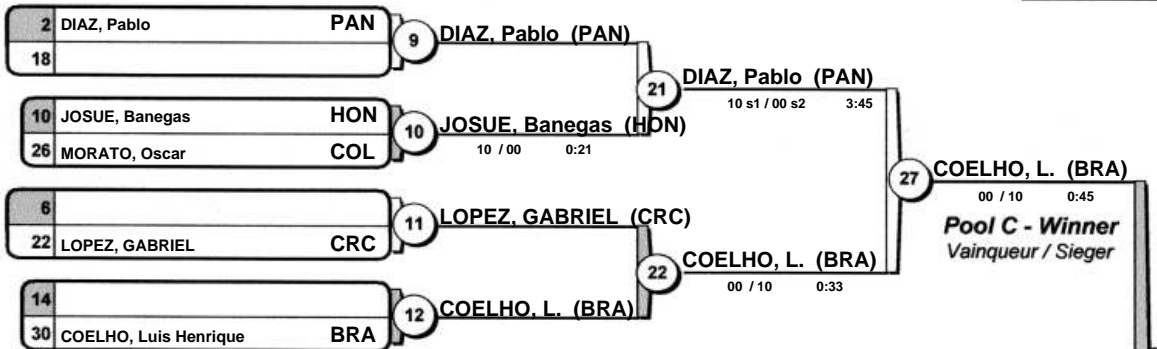 2 DIAZ, Pablo PAN
18
9 DIAZ, Pablo (PAN)
10 JOSUE, Banegas HON
26 MORATO, Oscar COL
10 JOSUE, Banegas (HON)
10 / 00 0:21
21 DIAZ, Pablo (PAN)
10 s1 / 00 s2 3:45
6
22 LOPEZ, GABRIEL CRC
11 LOPEZ, GABRIEL (CRC)
14
30 COELHO, Luis Henrique BRA
12 COELHO, L. (BRA)
22 COELHO, L. (BRA)
00 / 10 0:33
27 COELHO, L. (BRA)
00 / 10 0:45
Pool C - Winner
Vainqueur / Sieger